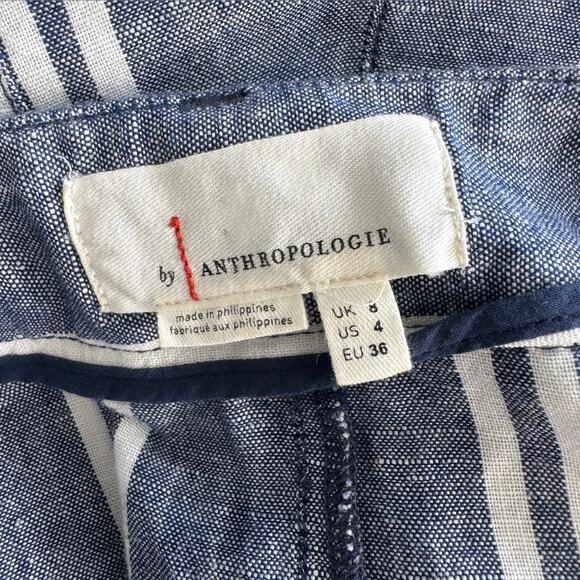 by ANTHROPOLOGIE
made in philippines
fabriqué aux philippines
UK 8
US 4
EU 36